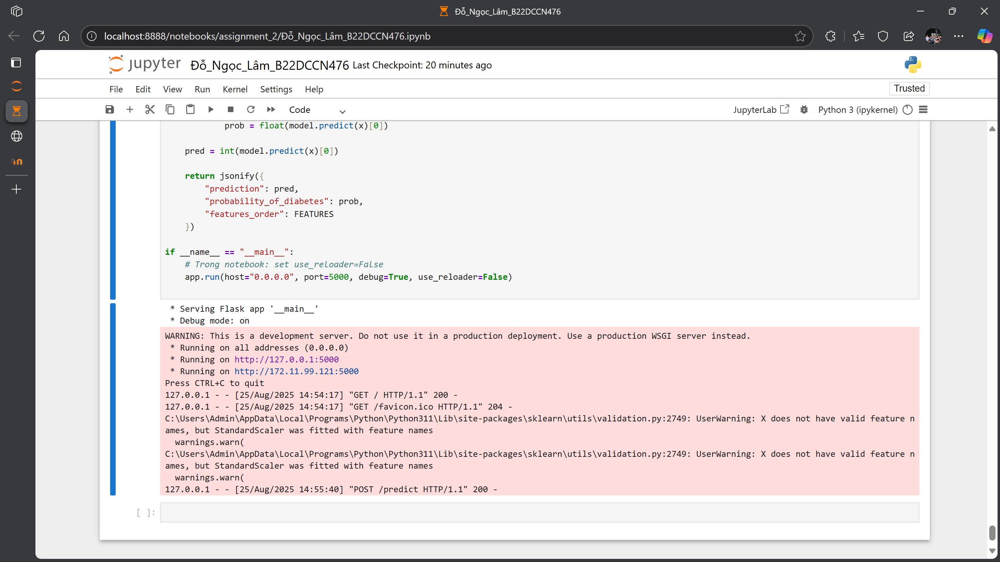 Đỗ_Ngọc_Lâm_B22DCCN476
localhost:8888/notebooks/assignment_2/Đỗ_Ngọc_Lâm_B22DCCN476.ipynb
jupyter Đỗ_Ngọc_Lâm_B22DCCN476 Last Checkpoint: 20 minutes ago
File Edit View Run Kernel Settings Help Trusted
Code JupyterLab Python 3 (ipykernel)
            prob = float(model.predict(x)[0])
    pred = int(model.predict(x)[0])
    return jsonify({
        "prediction": pred,
        "probability_of_diabetes": prob,
        "features_order": FEATURES
    })
if __name__ == "__main__":
    # Trong notebook: set use_reloader=False
    app.run(host="0.0.0.0", port=5000, debug=True, use_reloader=False)
 * Serving Flask app '__main__'
 * Debug mode: on
WARNING: This is a development server. Do not use it in a production deployment. Use a production WSGI server instead.
 * Running on all addresses (0.0.0.0)
 * Running on http://127.0.0.1:5000
 * Running on http://172.11.99.121:5000
Press CTRL+C to quit
127.0.0.1 - - [25/Aug/2025 14:54:17] "GET / HTTP/1.1" 200 -
127.0.0.1 - - [25/Aug/2025 14:54:17] "GET /favicon.ico HTTP/1.1" 204 -
C:\Users\Admin\AppData\Local\Programs\Python\Python311\Lib\site-packages\sklearn\utils\validation.py:2749: UserWarning: X does not have valid feature n
ames, but StandardScaler was fitted with feature names
  warnings.warn(
C:\Users\Admin\AppData\Local\Programs\Python\Python311\Lib\site-packages\sklearn\utils\validation.py:2749: UserWarning: X does not have valid feature n
ames, but StandardScaler was fitted with feature names
  warnings.warn(
127.0.0.1 - - [25/Aug/2025 14:55:40] "POST /predict HTTP/1.1" 200 -
[ ]: